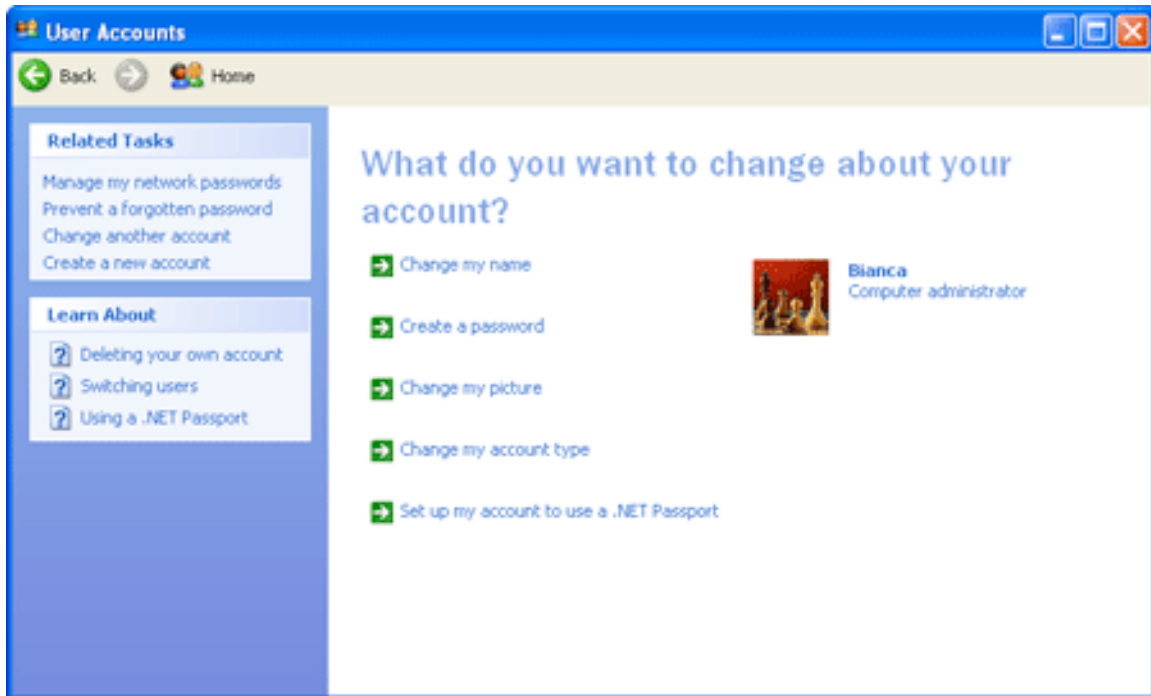 User Accounts
Back
Home
Related Tasks
Manage my network passwords
Prevent a forgotten password
Change another account
Create a new account
Learn About
Deleting your own account
Switching users
Using a .NET Passport
What do you want to change about your
account?
Change my name
Create a password
Change my picture
Change my account type
Set up my account to use a .NET Passport
Bianca
Computer administrator